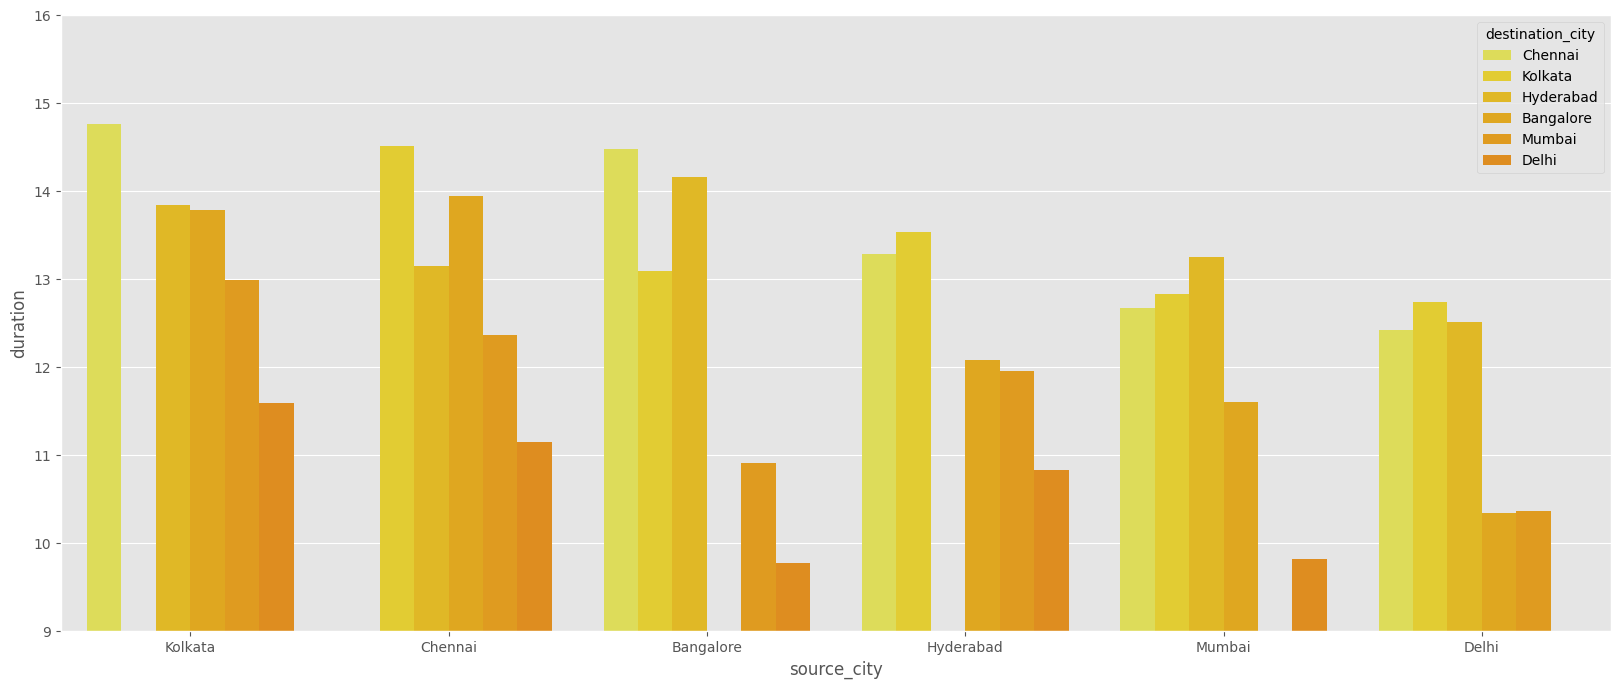 16
15
14
13
12
11
10
9
duration
Kolkata
Chennai
Bangalore
Hyderabad
Mumbai
Delhi
source_city
destination_city
Chennai
Kolkata
Hyderabad
Bangalore
Mumbai
Delhi